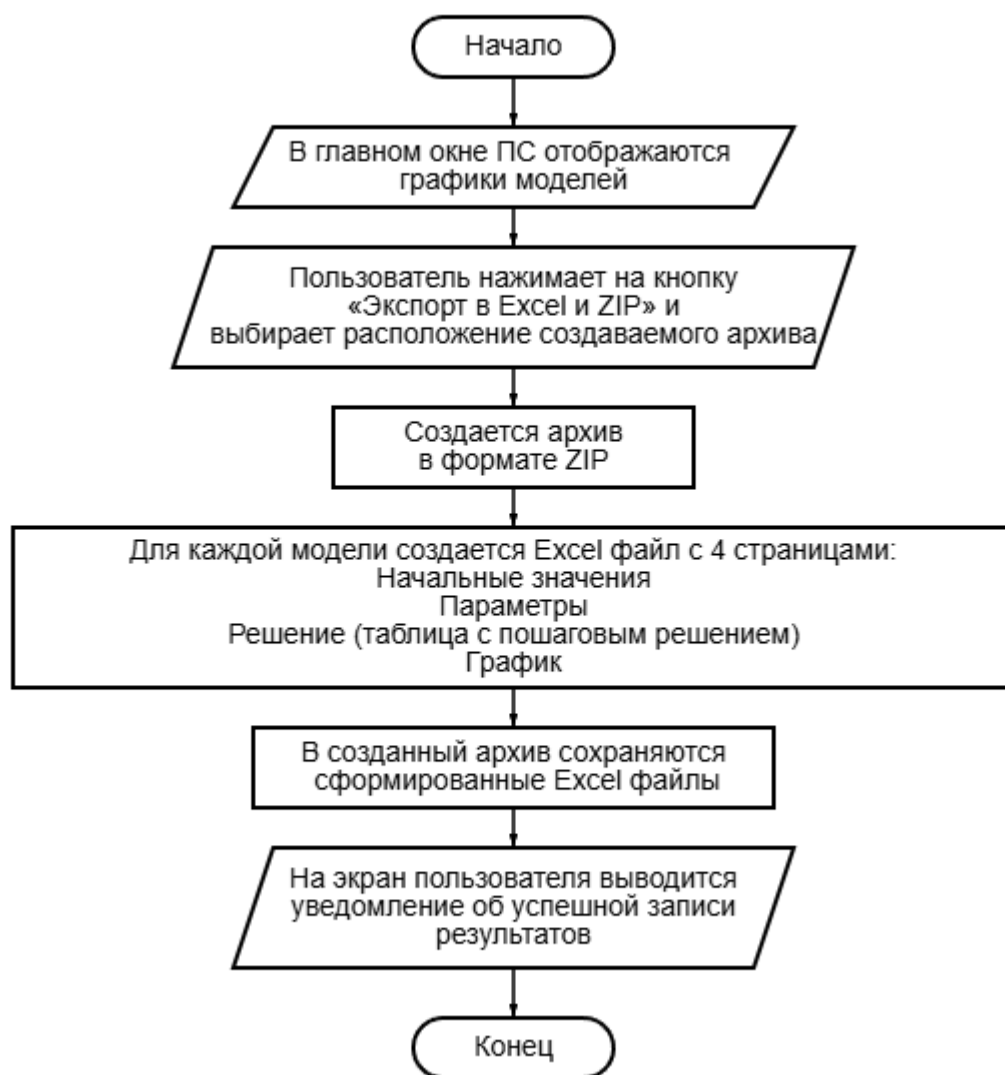 Начало
В главном окне ПС отображаются
графики моделей
Пользователь нажимает на кнопку
«Экспорт в Excel и ZIP» и
выбирает расположение создаваемого архива
Создается архив
в формате ZIP
Для каждой модели создается Excel файл с 4 страницами:
Начальные значения
Параметры
Решение (таблица с пошаговым решением)
График
В созданный архив сохраняются
сформированные Excel файлы
На экран пользователя выводится
уведомление об успешной записи
результатов
Конец